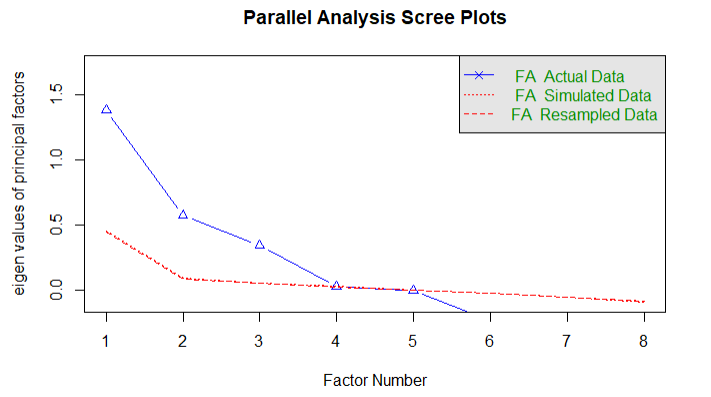 Parallel Analysis Scree Plots
eigen values of principal factors
1.5
1.0
0.5
0.0
FA Actual Data
FA Simulated Data
FA Resampled Data
1 2 3 4 5 6 7 8
Factor Number